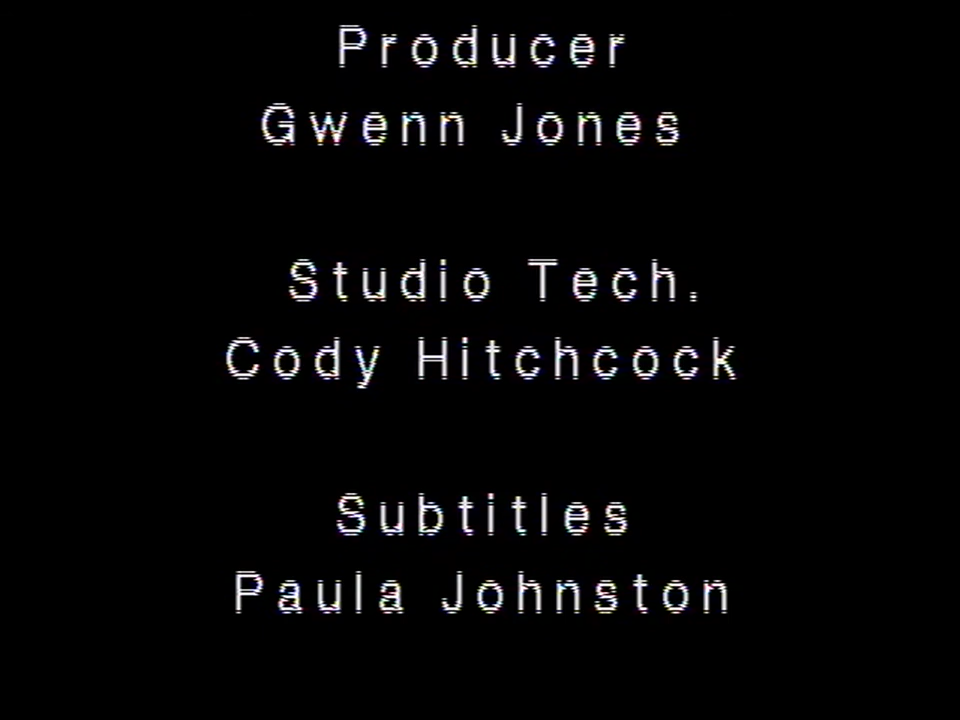 Producer
Gwenn Jones
Studio Tech.
Cody Hitchcock
Subtitles
Paula Johnston